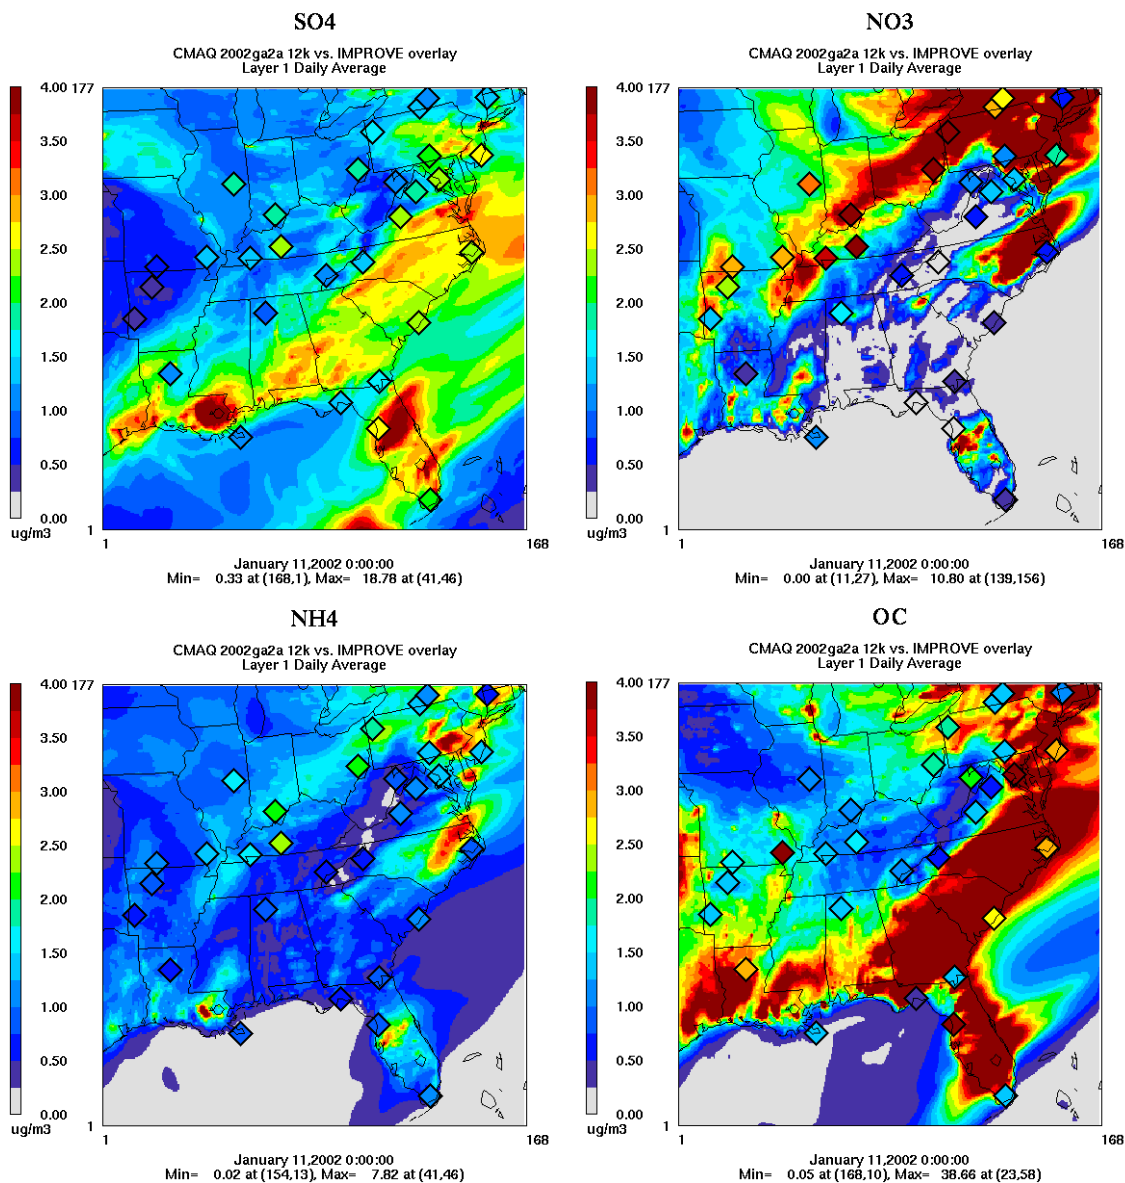 SO4
CMAQ 2002ga2a 12k vs. IMPROVE overlay
Layer 1 Daily Average
4.00 177
3.50
3.00
2.50
2.00
1.50
1.00
0.50
0.00
ug/m3
1
1
168
January 11,2002 0:00:00
Min= 0.33 at (168,1), Max= 18.78 at (41,46)
NO3
CMAQ 2002ga2a 12k vs. IMPROVE overlay
Layer 1 Daily Average
4.00 177
3.50
3.00
2.50
2.00
1.50
1.00
0.50
0.00
ug/m3
1
1
168
January 11,2002 0:00:00
Min= 0.00 at (11,27), Max= 10.80 at (139,156)
NH4
CMAQ 2002ga2a 12k vs. IMPROVE overlay
Layer 1 Daily Average
4.00 177
3.50
3.00
2.50
2.00
1.50
1.00
0.50
0.00
ug/m3
1
1
168
January 11,2002 0:00:00
Min= 0.02 at (154,13), Max= 7.82 at (41,46)
OC
CMAQ 2002ga2a 12k vs. IMPROVE overlay
Layer 1 Daily Average
4.00 177
3.50
3.00
2.50
2.00
1.50
1.00
0.50
0.00
ug/m3
1
1
168
January 11,2002 0:00:00
Min= 0.05 at (168,10), Max= 38.66 at (23,58)